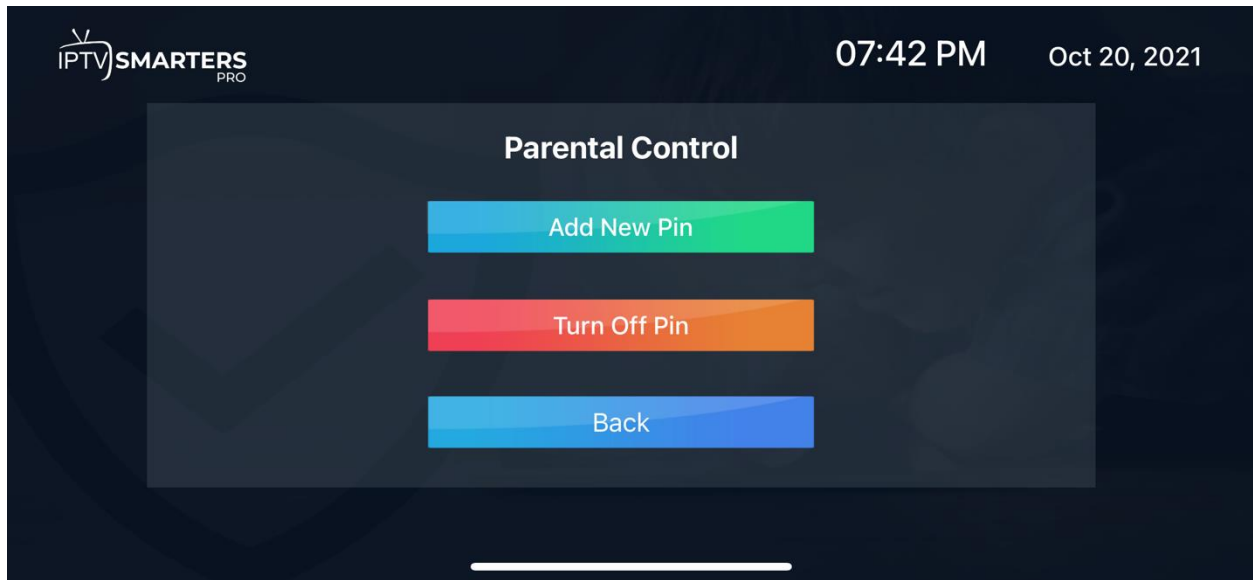 IPTV SMARTERS
PRO
07:42 PM
Oct 20, 2021
Parental Control
Add New Pin
Turn Off Pin
Back